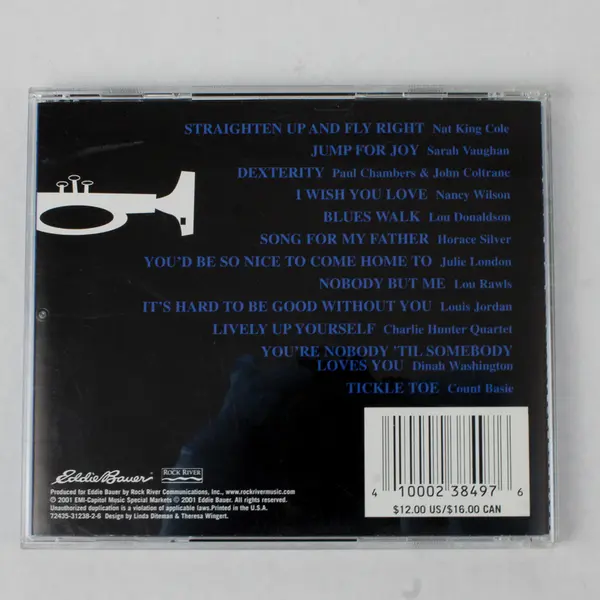 STRAIGHTEN UP AND FLY RIGHT Nat King Cole
JUMP FOR JOY Sarah Vaughan
DEXTERITY Paul Chambers & John Coltrane
I WISH YOU LOVE Nancy Wilson
BLUES WALK Lou Donaldson
SONG FOR MY FATHER Horace Silver
YOU'D BE SO NICE TO COME HOME TO Julie London
NOBODY BUT ME Lou Rawls
IT'S HARD TO BE GOOD WITHOUT YOU Louis Jordan
LIVELY UP YOURSELF Charlie Hunter Quartet
YOU'RE NOBODY 'TIL SOMEBODY
LOVES YOU Dinah Washington
TICKLE TOE Count Basie
Eddie Bauer ROCK RIVER
Produced for Eddie Bauer by Rock River Communications, Inc., www.rockrivermusic.com
℗ 2001 EMI-Capitol Music Special Markets © 2001 Eddie Bauer. All rights reserved.
Unauthorized duplication is a violation of applicable laws.Printed in the U.S.A.
72435-31238-2-6 Design by Linda Diteman & Theresa Wingert.
4 10002 38497 6
$12.00 US/$16.00 CAN